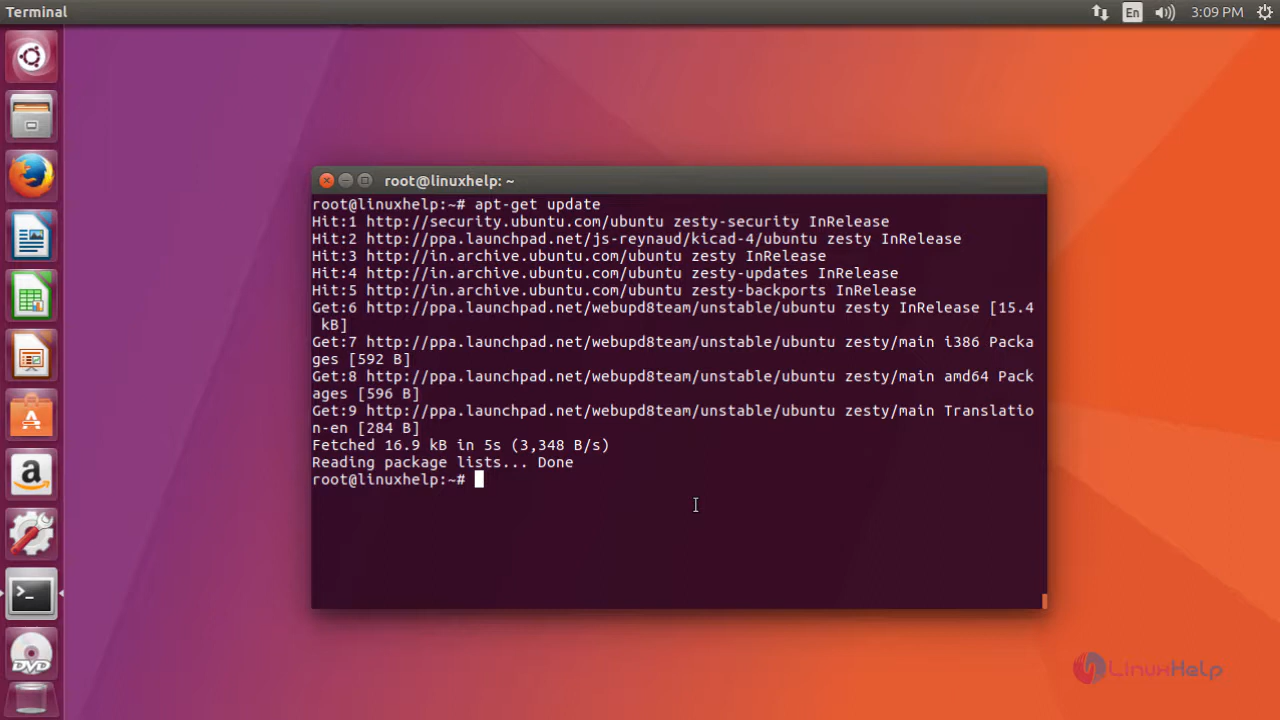 Terminal
En
3:09 PM
root@linuxhelp: ~
root@linuxhelp:~# apt-get update
Hit:1 http://security.ubuntu.com/ubuntu zesty-security InRelease
Hit:2 http://ppa.launchpad.net/js-reynaud/kicad-4/ubuntu zesty InRelease
Hit:3 http://in.archive.ubuntu.com/ubuntu zesty InRelease
Hit:4 http://in.archive.ubuntu.com/ubuntu zesty-updates InRelease
Hit:5 http://in.archive.ubuntu.com/ubuntu zesty-backports InRelease
Get:6 http://ppa.launchpad.net/webupd8team/unstable/ubuntu zesty InRelease [15.4
 kB]
Get:7 http://ppa.launchpad.net/webupd8team/unstable/ubuntu zesty/main i386 Packa
ges [592 B]
Get:8 http://ppa.launchpad.net/webupd8team/unstable/ubuntu zesty/main amd64 Pack
ages [596 B]
Get:9 http://ppa.launchpad.net/webupd8team/unstable/ubuntu zesty/main Translatio
n-en [284 B]
Fetched 16.9 kB in 5s (3,348 B/s)
Reading package lists... Done
root@linuxhelp:~#
A
a
>_
DVD
LinuxHelp